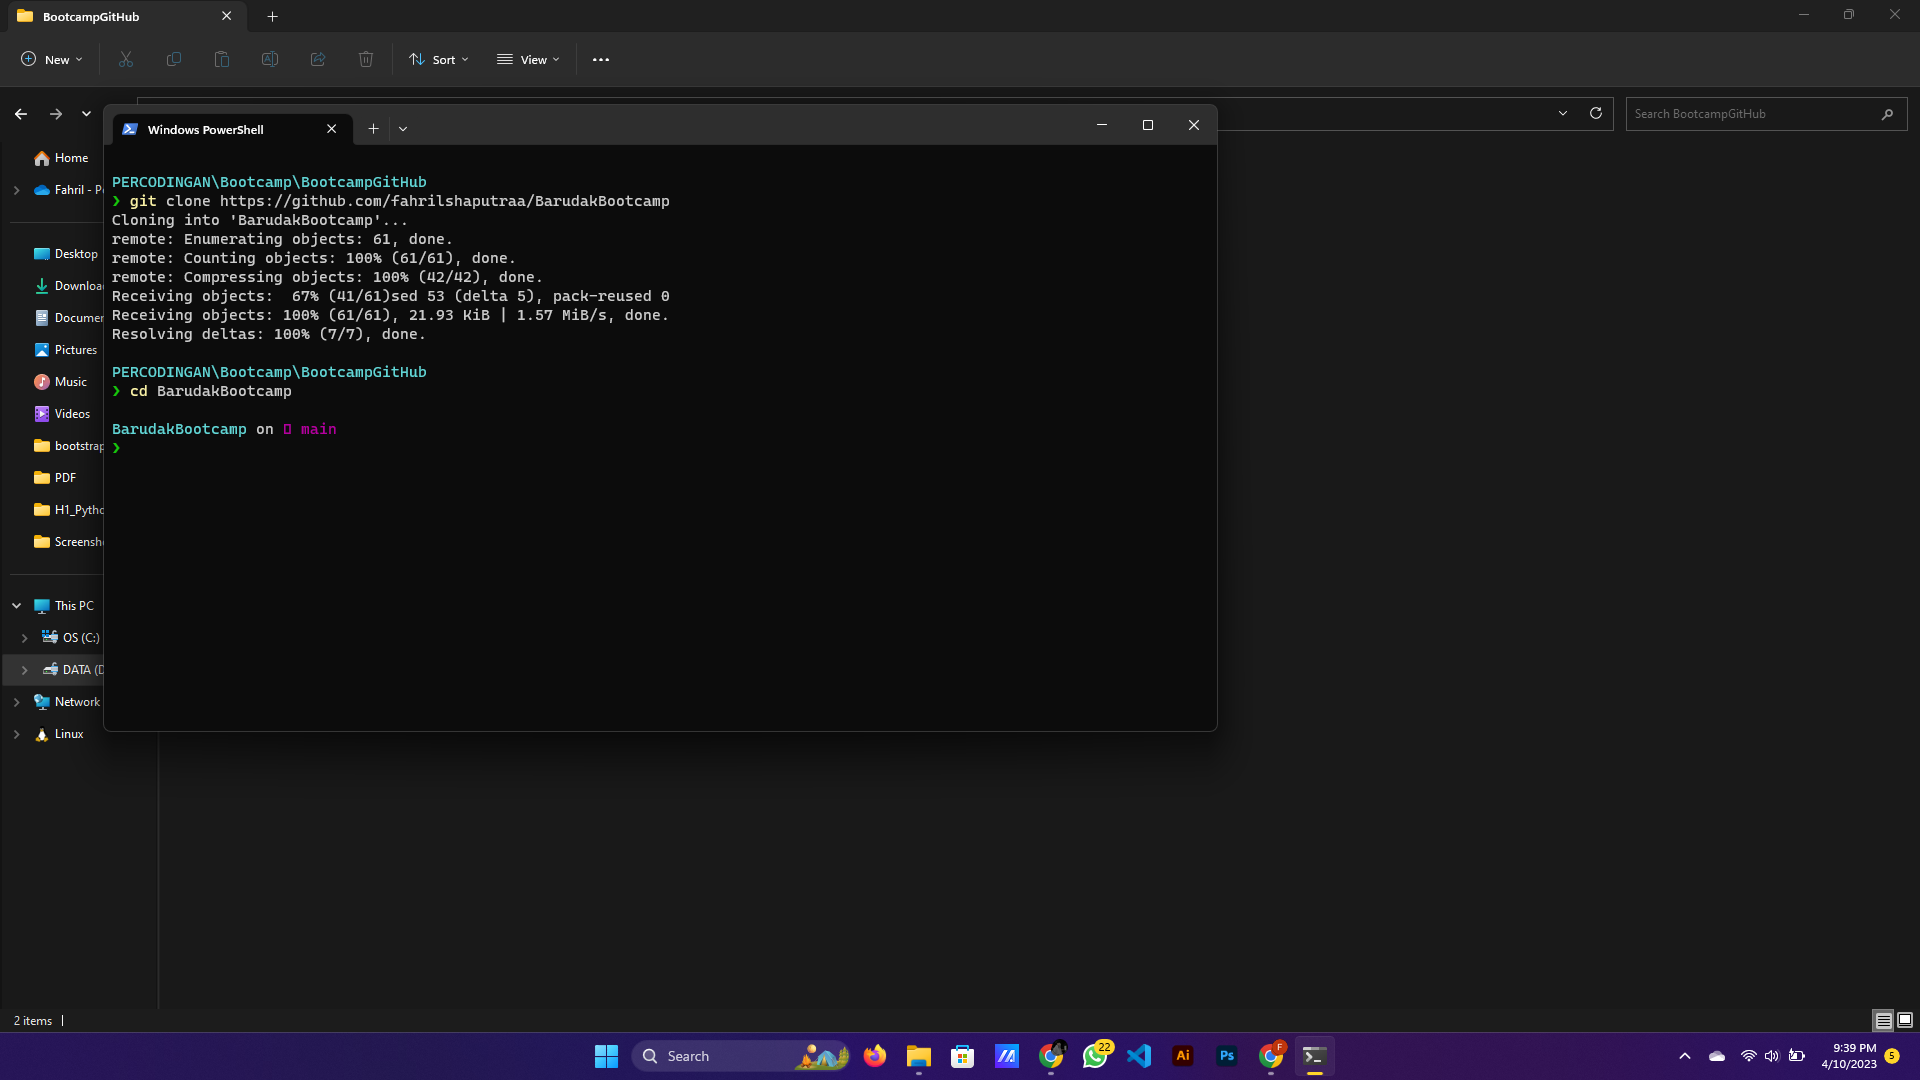 BootcampGitHub
New
Sort
View
Search BootcampGitHub
Windows PowerShell
Home
Fahril - P
Desktop
Downloa
Documen
Pictures
Music
Videos
bootstrap
PDF
H1_Pytho
Screensh
This PC
OS (C:)
DATA (D
Network
Linux
PERCODINGAN\Bootcamp\BootcampGitHub
❯ git clone https://github.com/fahrilshaputraa/BarudakBootcamp
Cloning into 'BarudakBootcamp'...
remote: Enumerating objects: 61, done.
remote: Counting objects: 100% (61/61), done.
remote: Compressing objects: 100% (42/42), done.
Receiving objects:  67% (41/61)sed 53 (delta 5), pack-reused 0
Receiving objects: 100% (61/61), 21.93 KiB | 1.57 MiB/s, done.
Resolving deltas: 100% (7/7), done.
PERCODINGAN\Bootcamp\BootcampGitHub
❯ cd BarudakBootcamp
BarudakBootcamp on main
❯
2 items
Search
22
Ai
Ps
F
9:39 PM
4/10/2023
5